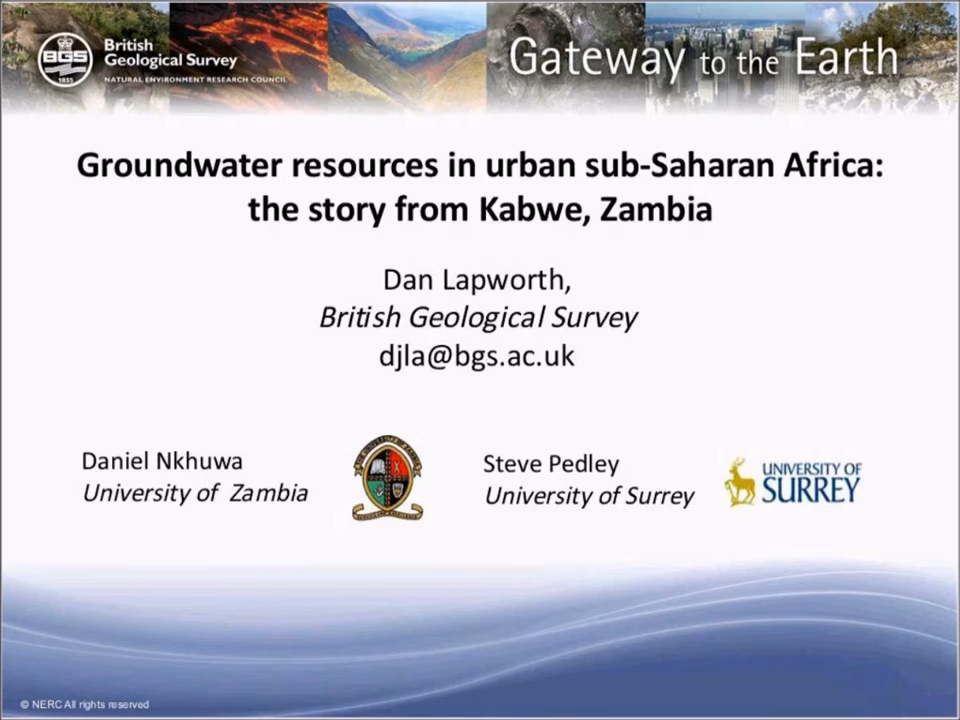 British
Geological Survey
NATURAL ENVIRONMENT RESEARCH COUNCIL
BGS
1835
Gateway to the Earth
Groundwater resources in urban sub-Saharan Africa:
the story from Kabwe, Zambia
Dan Lapworth,
British Geological Survey
djla@bgs.ac.uk
Daniel Nkhuwa
University of Zambia
Steve Pedley
University of Surrey
UNIVERSITY OF
SURREY
© NERC All rights reserved